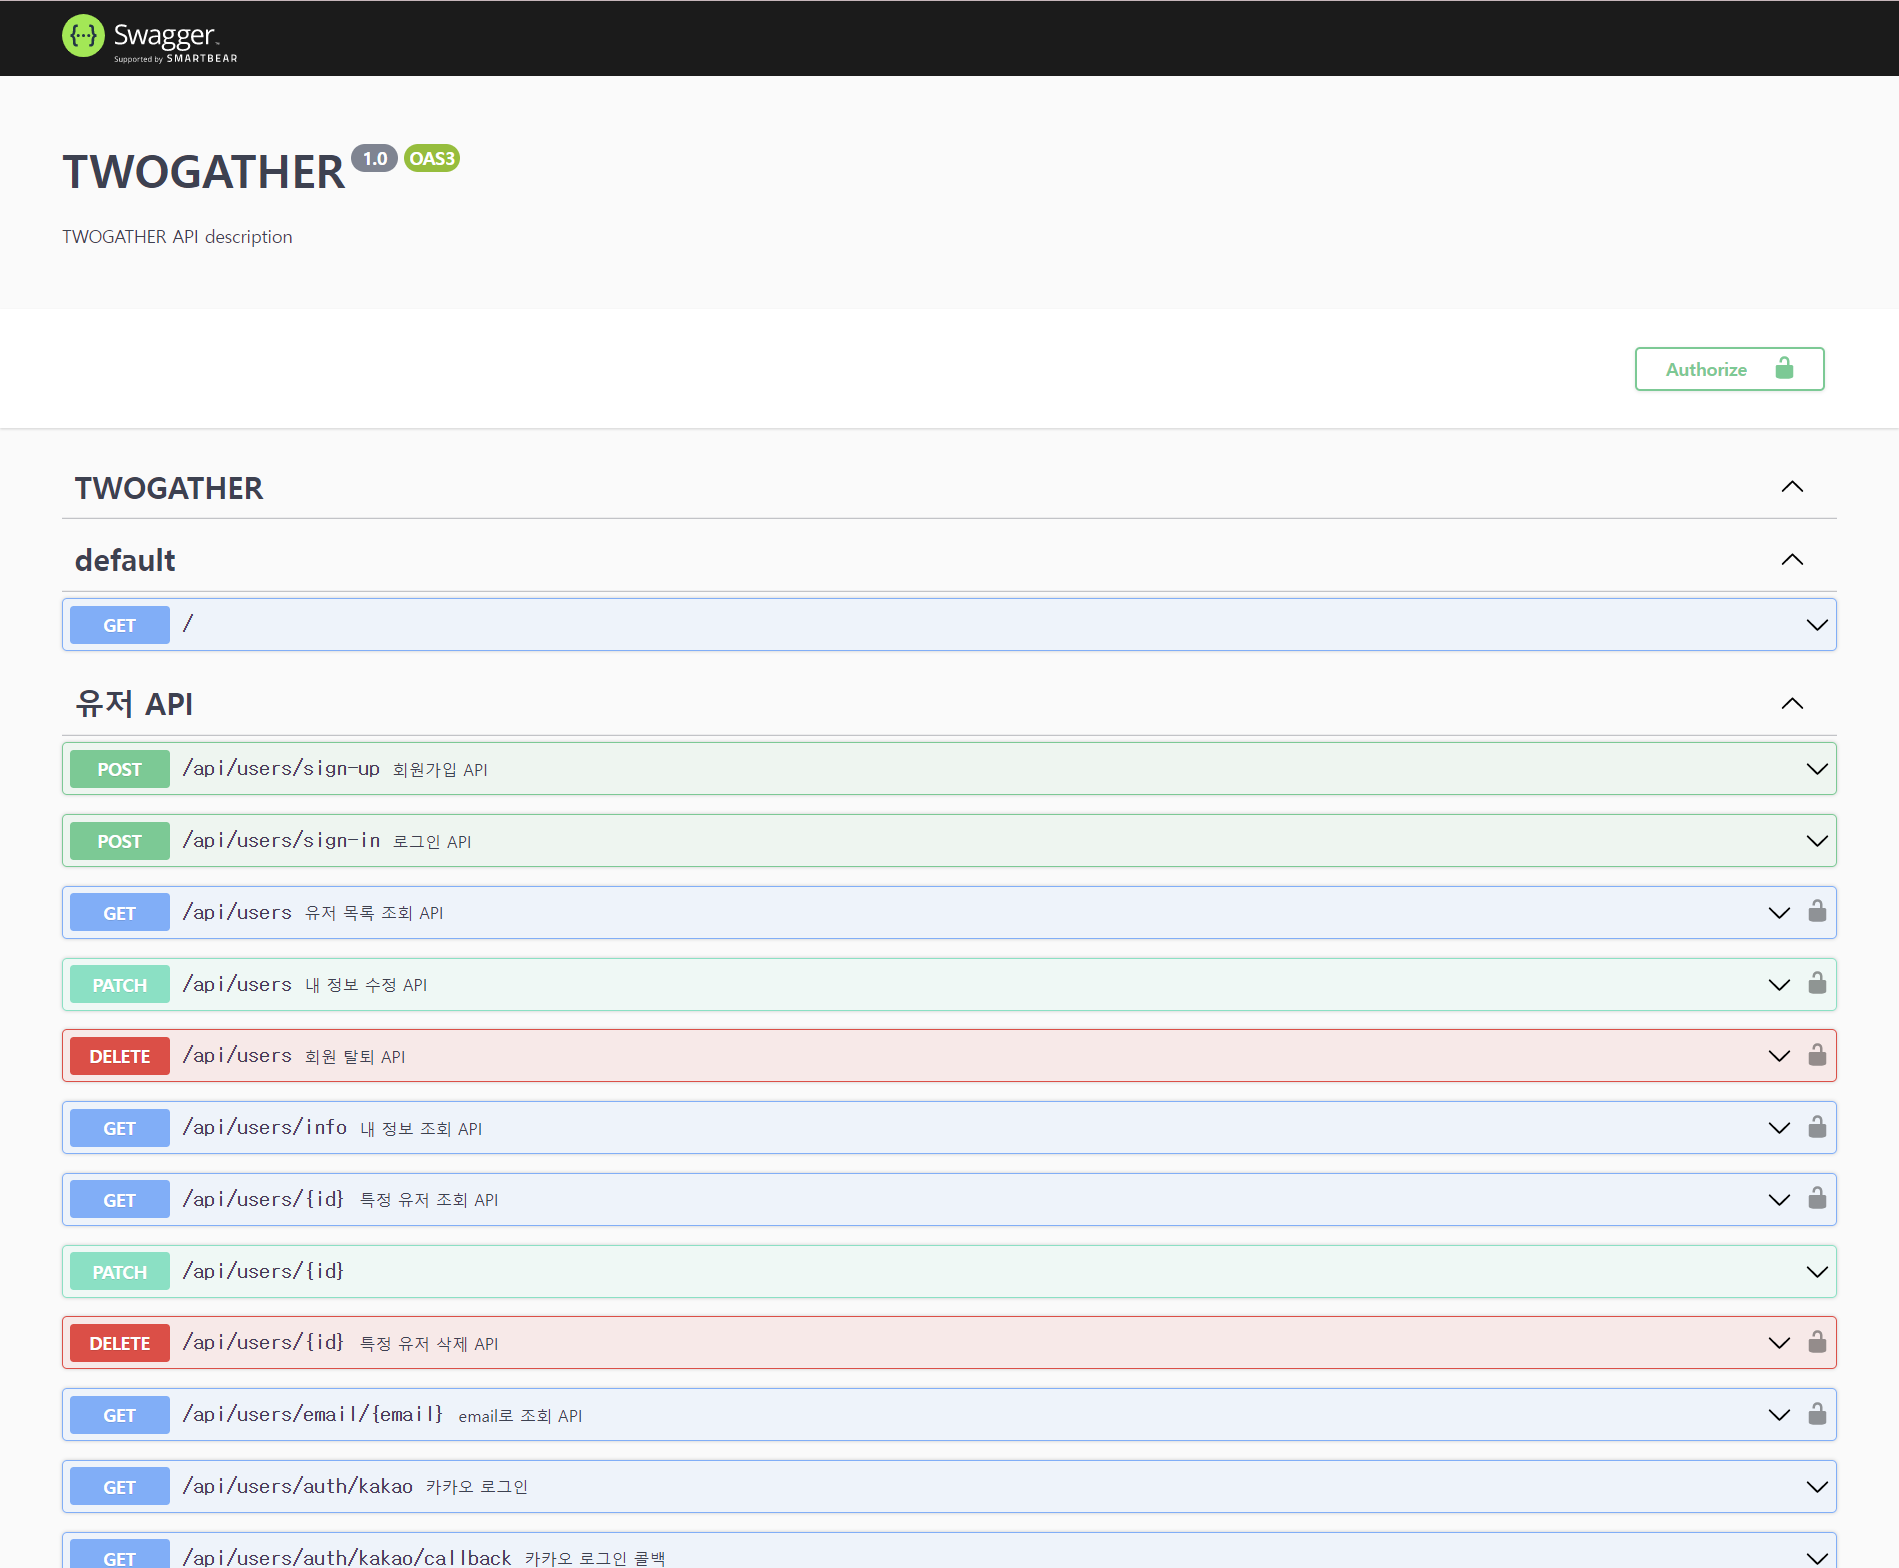 Swagger
Supported by SMARTBEAR
TWOGATHER 1.0 OAS3
TWOGATHER API description
Authorize
TWOGATHER
default
GET /
유저 API
POST /api/users/sign-up 회원가입 API
POST /api/users/sign-in 로그인 API
GET /api/users 유저 목록 조회 API
PATCH /api/users 내 정보 수정 API
DELETE /api/users 회원 탈퇴 API
GET /api/users/info 내 정보 조회 API
GET /api/users/{id} 특정 유저 조회 API
PATCH /api/users/{id}
DELETE /api/users/{id} 특정 유저 삭제 API
GET /api/users/email/{email} email로 조회 API
GET /api/users/auth/kakao 카카오 로그인
GET /api/users/auth/kakao/callback 카카오 로그인 콜백